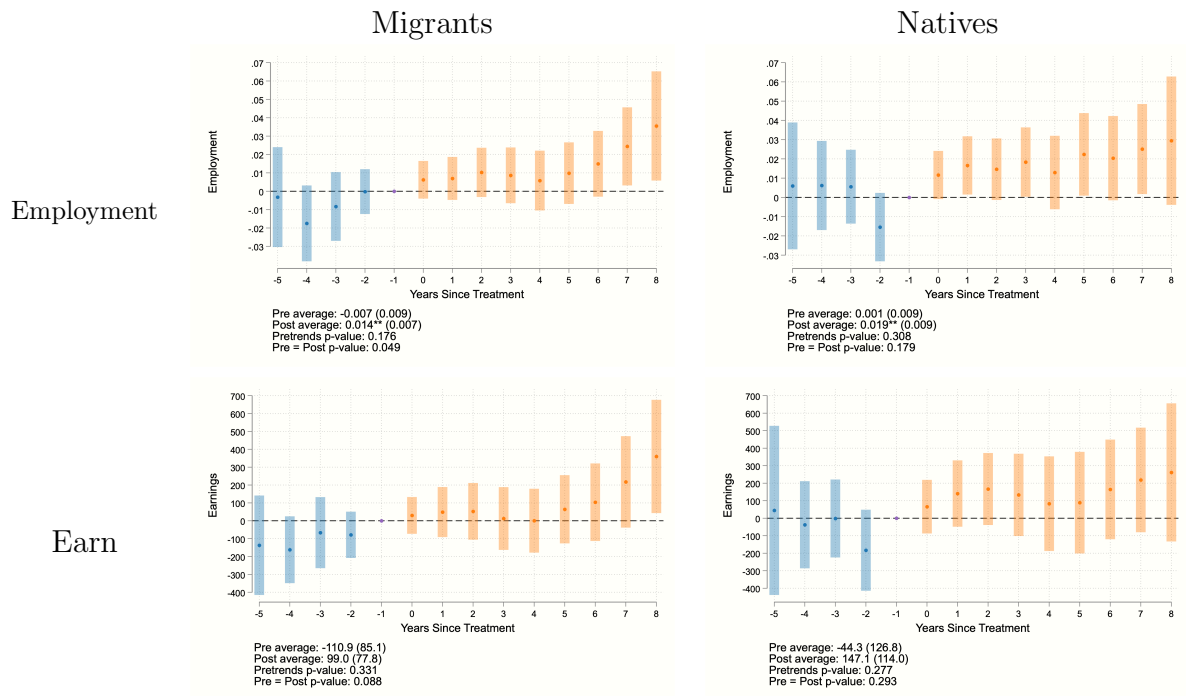 Migrants
Natives
Employment
Employment
.07
.06
.05
.04
.03
.02
.01
0
-.01
-.02
-.03
-5 -4 -3 -2 -1 0 1 2 3 4 5 6 7 8
Years Since Treatment
Pre average: -0.007 (0.009)
Post average: 0.014** (0.007)
Pretrends p-value: 0.176
Pre = Post p-value: 0.049
Employment
.07
.06
.05
.04
.03
.02
.01
0
-.01
-.02
-.03
-5 -4 -3 -2 -1 0 1 2 3 4 5 6 7 8
Years Since Treatment
Pre average: 0.001 (0.009)
Post average: 0.019** (0.009)
Pretrends p-value: 0.308
Pre = Post p-value: 0.179
Earn
Earnings
700
600
500
400
300
200
100
0
-100
-200
-300
-400
-5 -4 -3 -2 -1 0 1 2 3 4 5 6 7 8
Years Since Treatment
Pre average: -110.9 (85.1)
Post average: 99.0 (77.8)
Pretrends p-value: 0.331
Pre = Post p-value: 0.088
Earnings
700
600
500
400
300
200
100
0
-100
-200
-300
-400
-5 -4 -3 -2 -1 0 1 2 3 4 5 6 7 8
Years Since Treatment
Pre average: -44.3 (126.8)
Post average: 147.1 (114.0)
Pretrends p-value: 0.277
Pre = Post p-value: 0.293